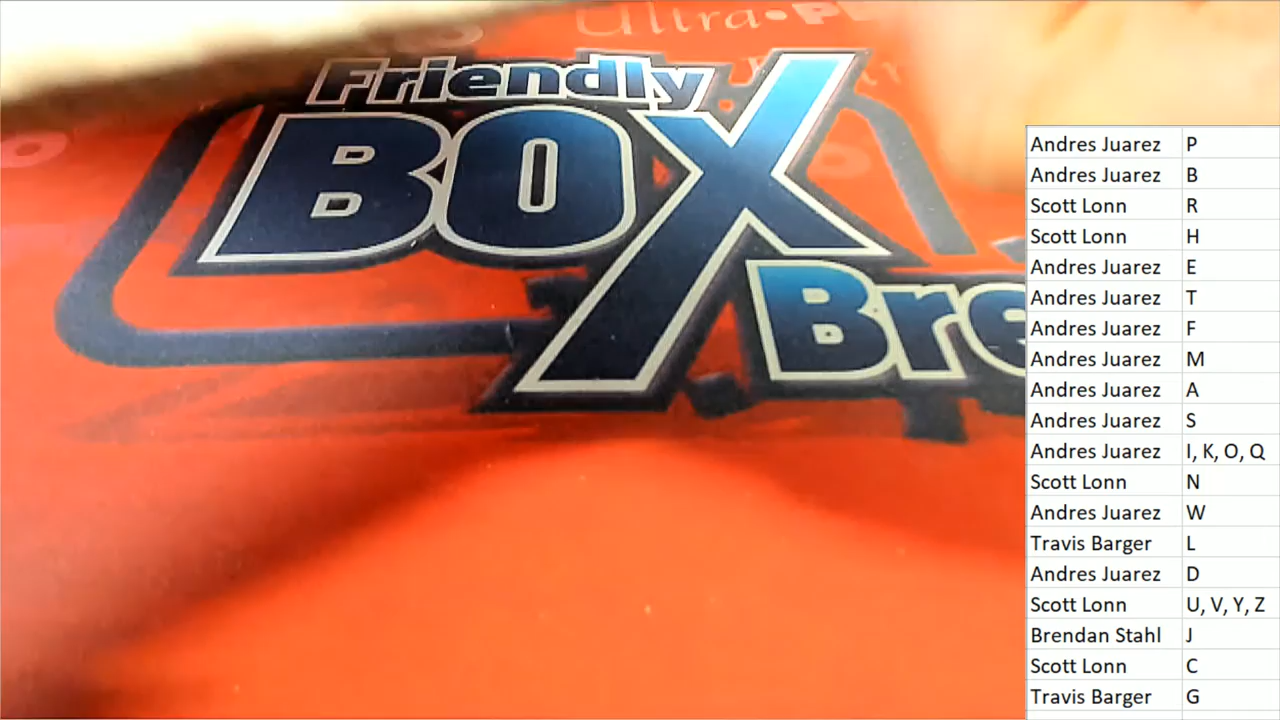 Ultra•P
Friendly
BOX
Bre
Andres Juarez P
Andres Juarez B
Scott Lonn R
Scott Lonn H
Andres Juarez E
Andres Juarez T
Andres Juarez F
Andres Juarez M
Andres Juarez A
Andres Juarez S
Andres Juarez I, K, O, Q
Scott Lonn N
Andres Juarez W
Travis Barger L
Andres Juarez D
Scott Lonn U, V, Y, Z
Brendan Stahl J
Scott Lonn C
Travis Barger G